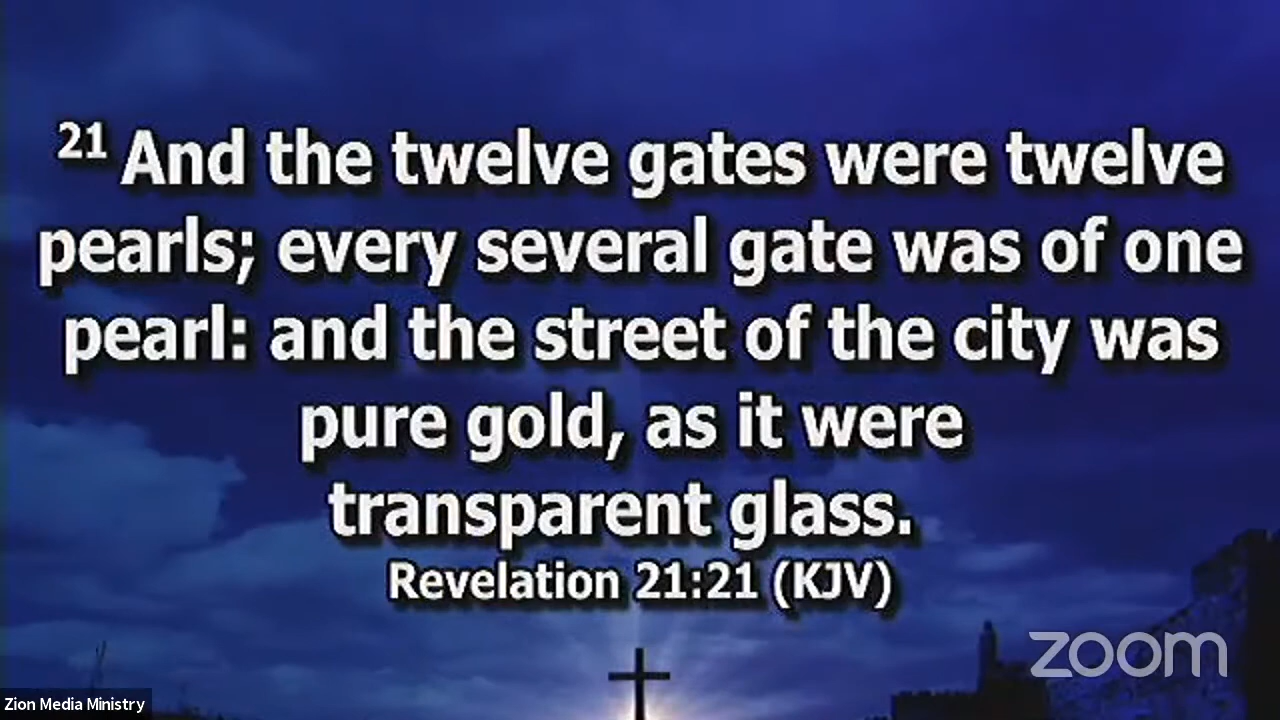 21 And the twelve gates were twelve
pearls; every several gate was of one
pearl: and the street of the city was
pure gold, as it were
transparent glass.
Revelation 21:21 (KJV)
zoom
Zion Media Ministry